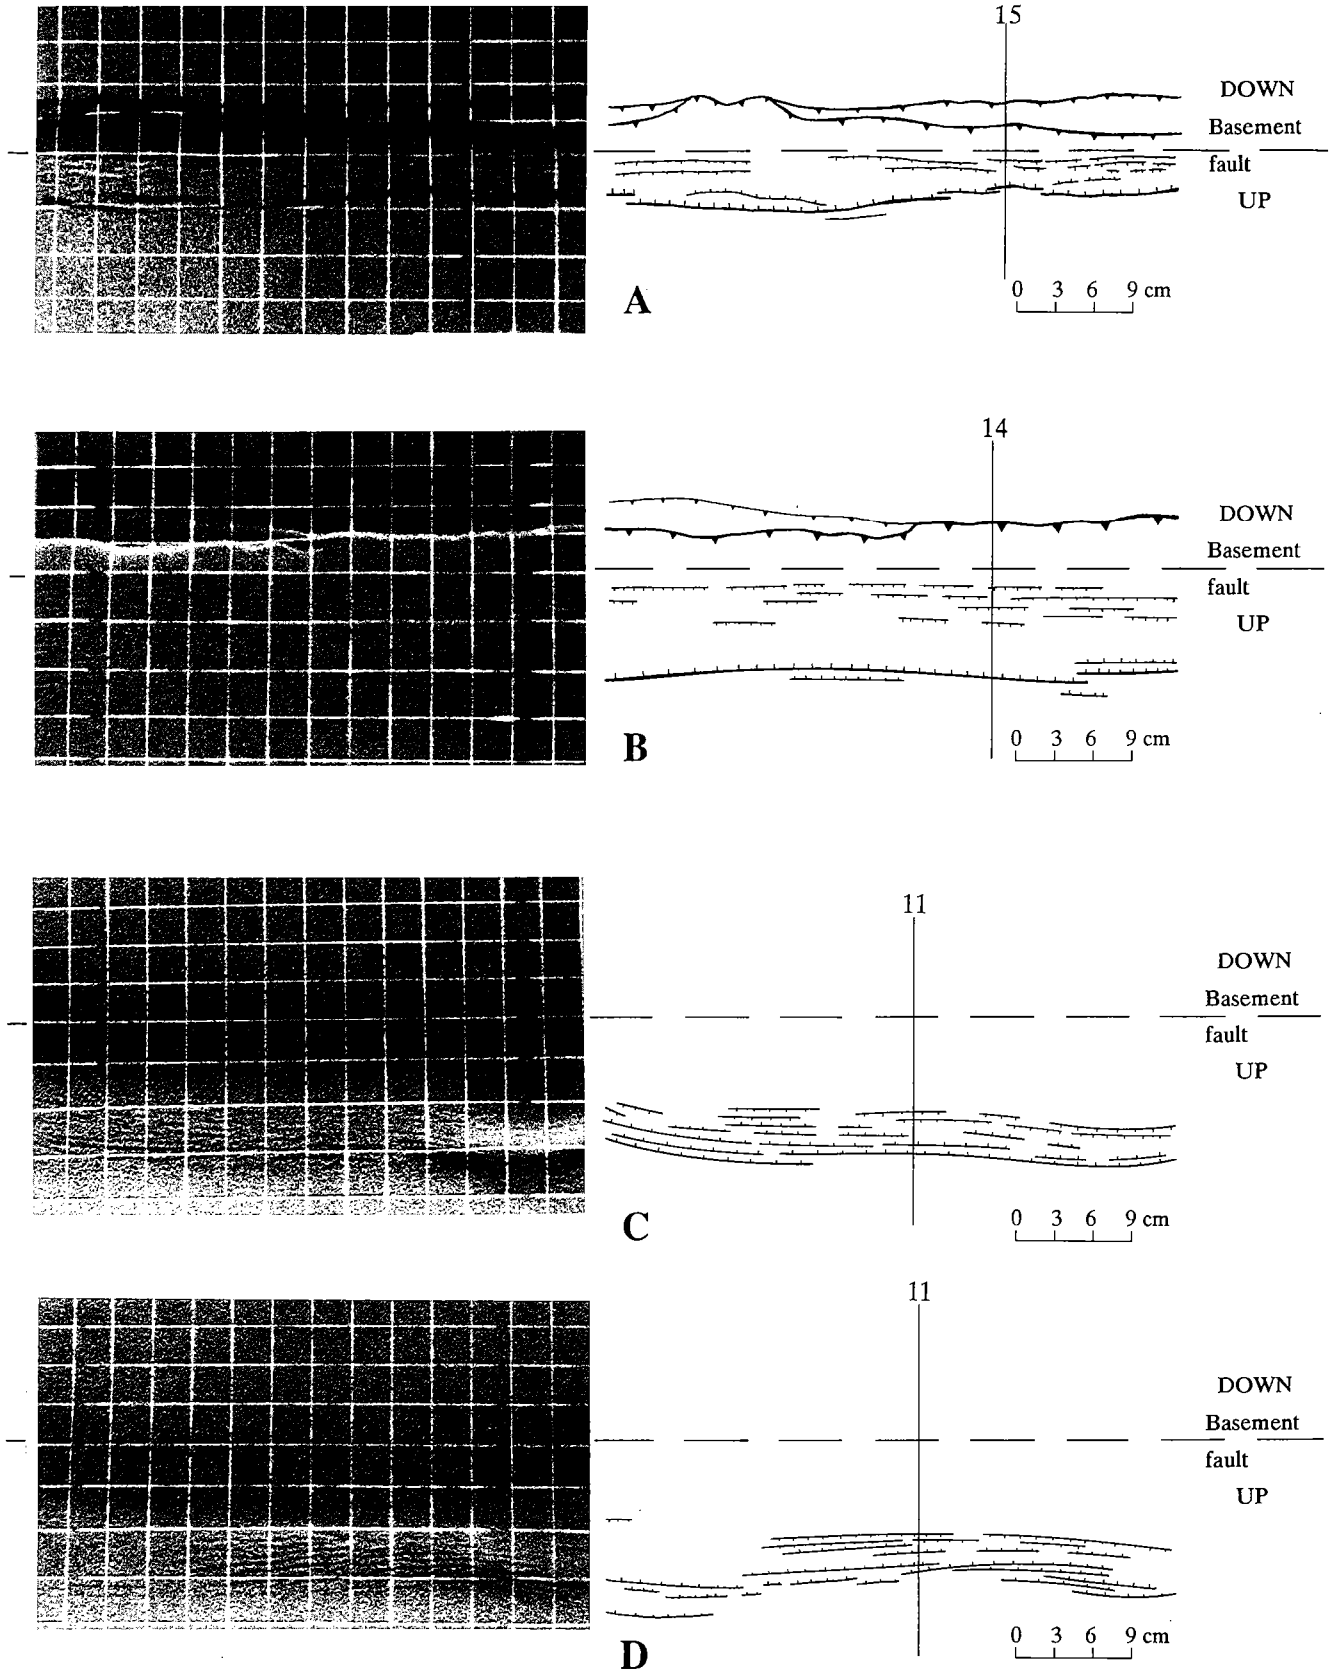 15
DOWN
Basement
fault
UP
A
0 3 6 9 cm
14
DOWN
Basement
fault
UP
B
0 3 6 9 cm
11
DOWN
Basement
fault
UP
C
0 3 6 9 cm
11
DOWN
Basement
fault
UP
D
0 3 6 9 cm